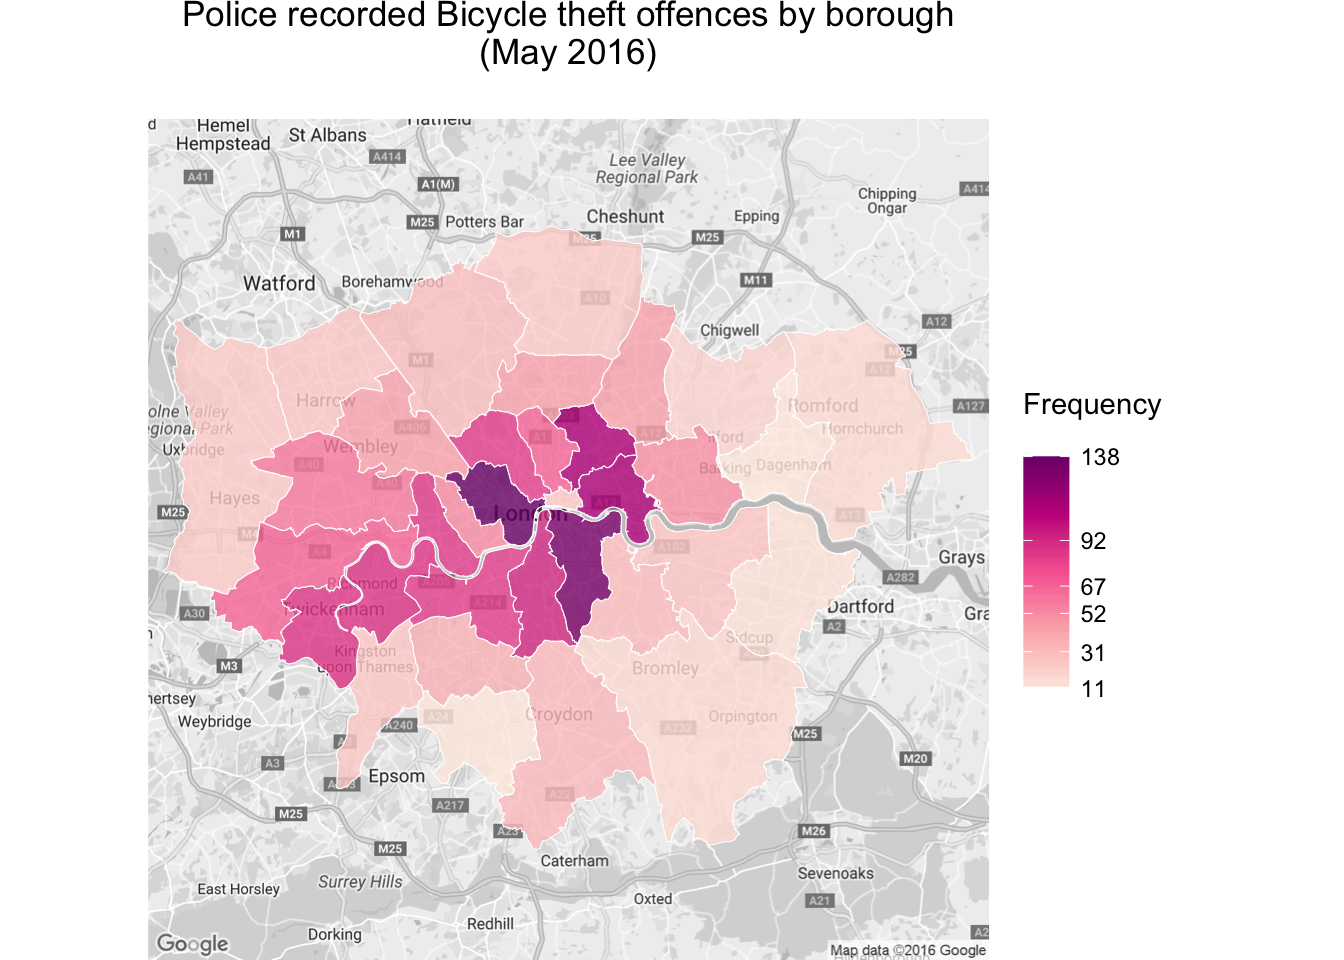 Police recorded Bicycle theft offences by borough
(May 2016)
d
Hemel
Hempstead
St Albans
Hatfield
A414
A41
A1(M)
Lee Valley
Regional Park
Chipping
Ongar
A414
M1
M25
Potters Bar
Cheshunt
Epping
M25
M25
Watford
Borehamwood
M11
A10
Chigwell
A12
M25
A12
M1
Harrow
A406
Wembley
Romford
Hornchurch
A127
olne Valley
egional Park
Uxbridge
A1
A12
Ilford
Barking
Dagenham
A40
A40
Hayes
M25
London
A13
A13
M4
A4
A102
Grays
A282
Richmond
A205
Twickenham
A214
A30
Dartford
Gra
A2
n
Sidcup
M3
Kingston
upon Thames
Bromley
hertsey
Weybridge
A240
A24
Croydon
A232
Orpington
M25
A3
A3
Epsom
A22
M20
A217
M25
A23
M26
M25
Caterham
Sevenoaks
East Horsley
Surrey Hills
Oxted
A21
Redhill
Dorking
A2
Google
Map data ©2016 Google
Frequency
138
92
67
52
31
11